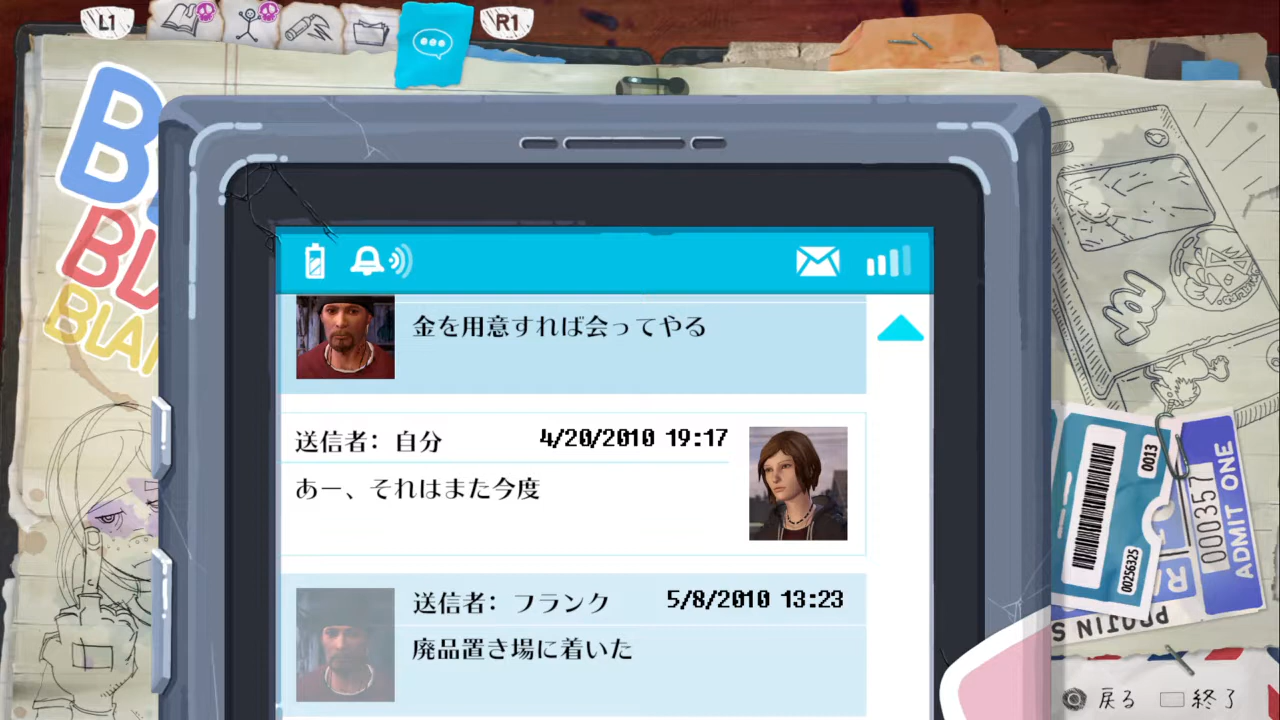 L1
R1
BL
BLA
金を用意すれば会ってやる
送信者: 自分
4/20/2010 19:17
あー、それはまた今度
送信者: フランク
5/8/2010 13:23
廃品置き場に着いた
0013
00256325
000357
ADMIT ONE
戻る
終了